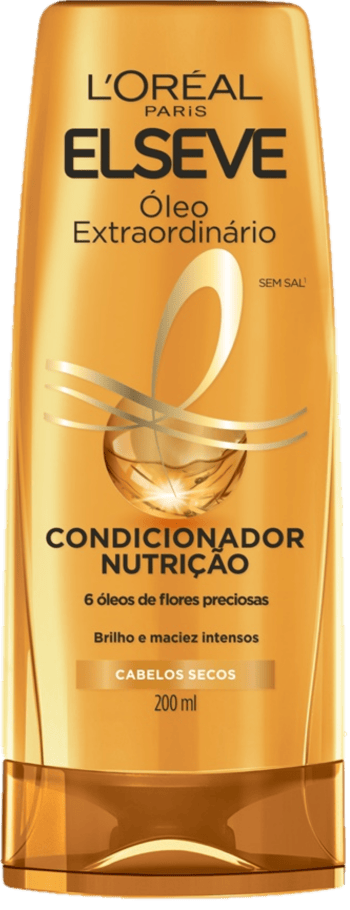 L'ORÉAL
PARIS
ELSEVE
Óleo
Extraordinário
SEM SAL¹
CONDICIONADOR
NUTRIÇÃO
6 óleos de flores preciosas
Brilho e maciez intensos
CABELOS SECOS
200 ml